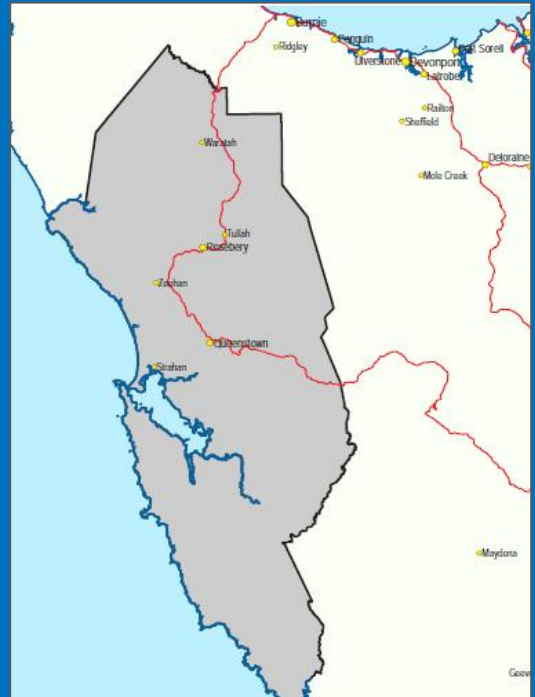 Burnie
Penguin
Ridgley
Ulverstone
Devonport
Port Sorell
Latrobe
Railton
Sheffield
Waratah
Deloraine
Mole Creek
Tullah
Rosebery
Zeehan
Queenstown
Strahan
Maydena
Geeve